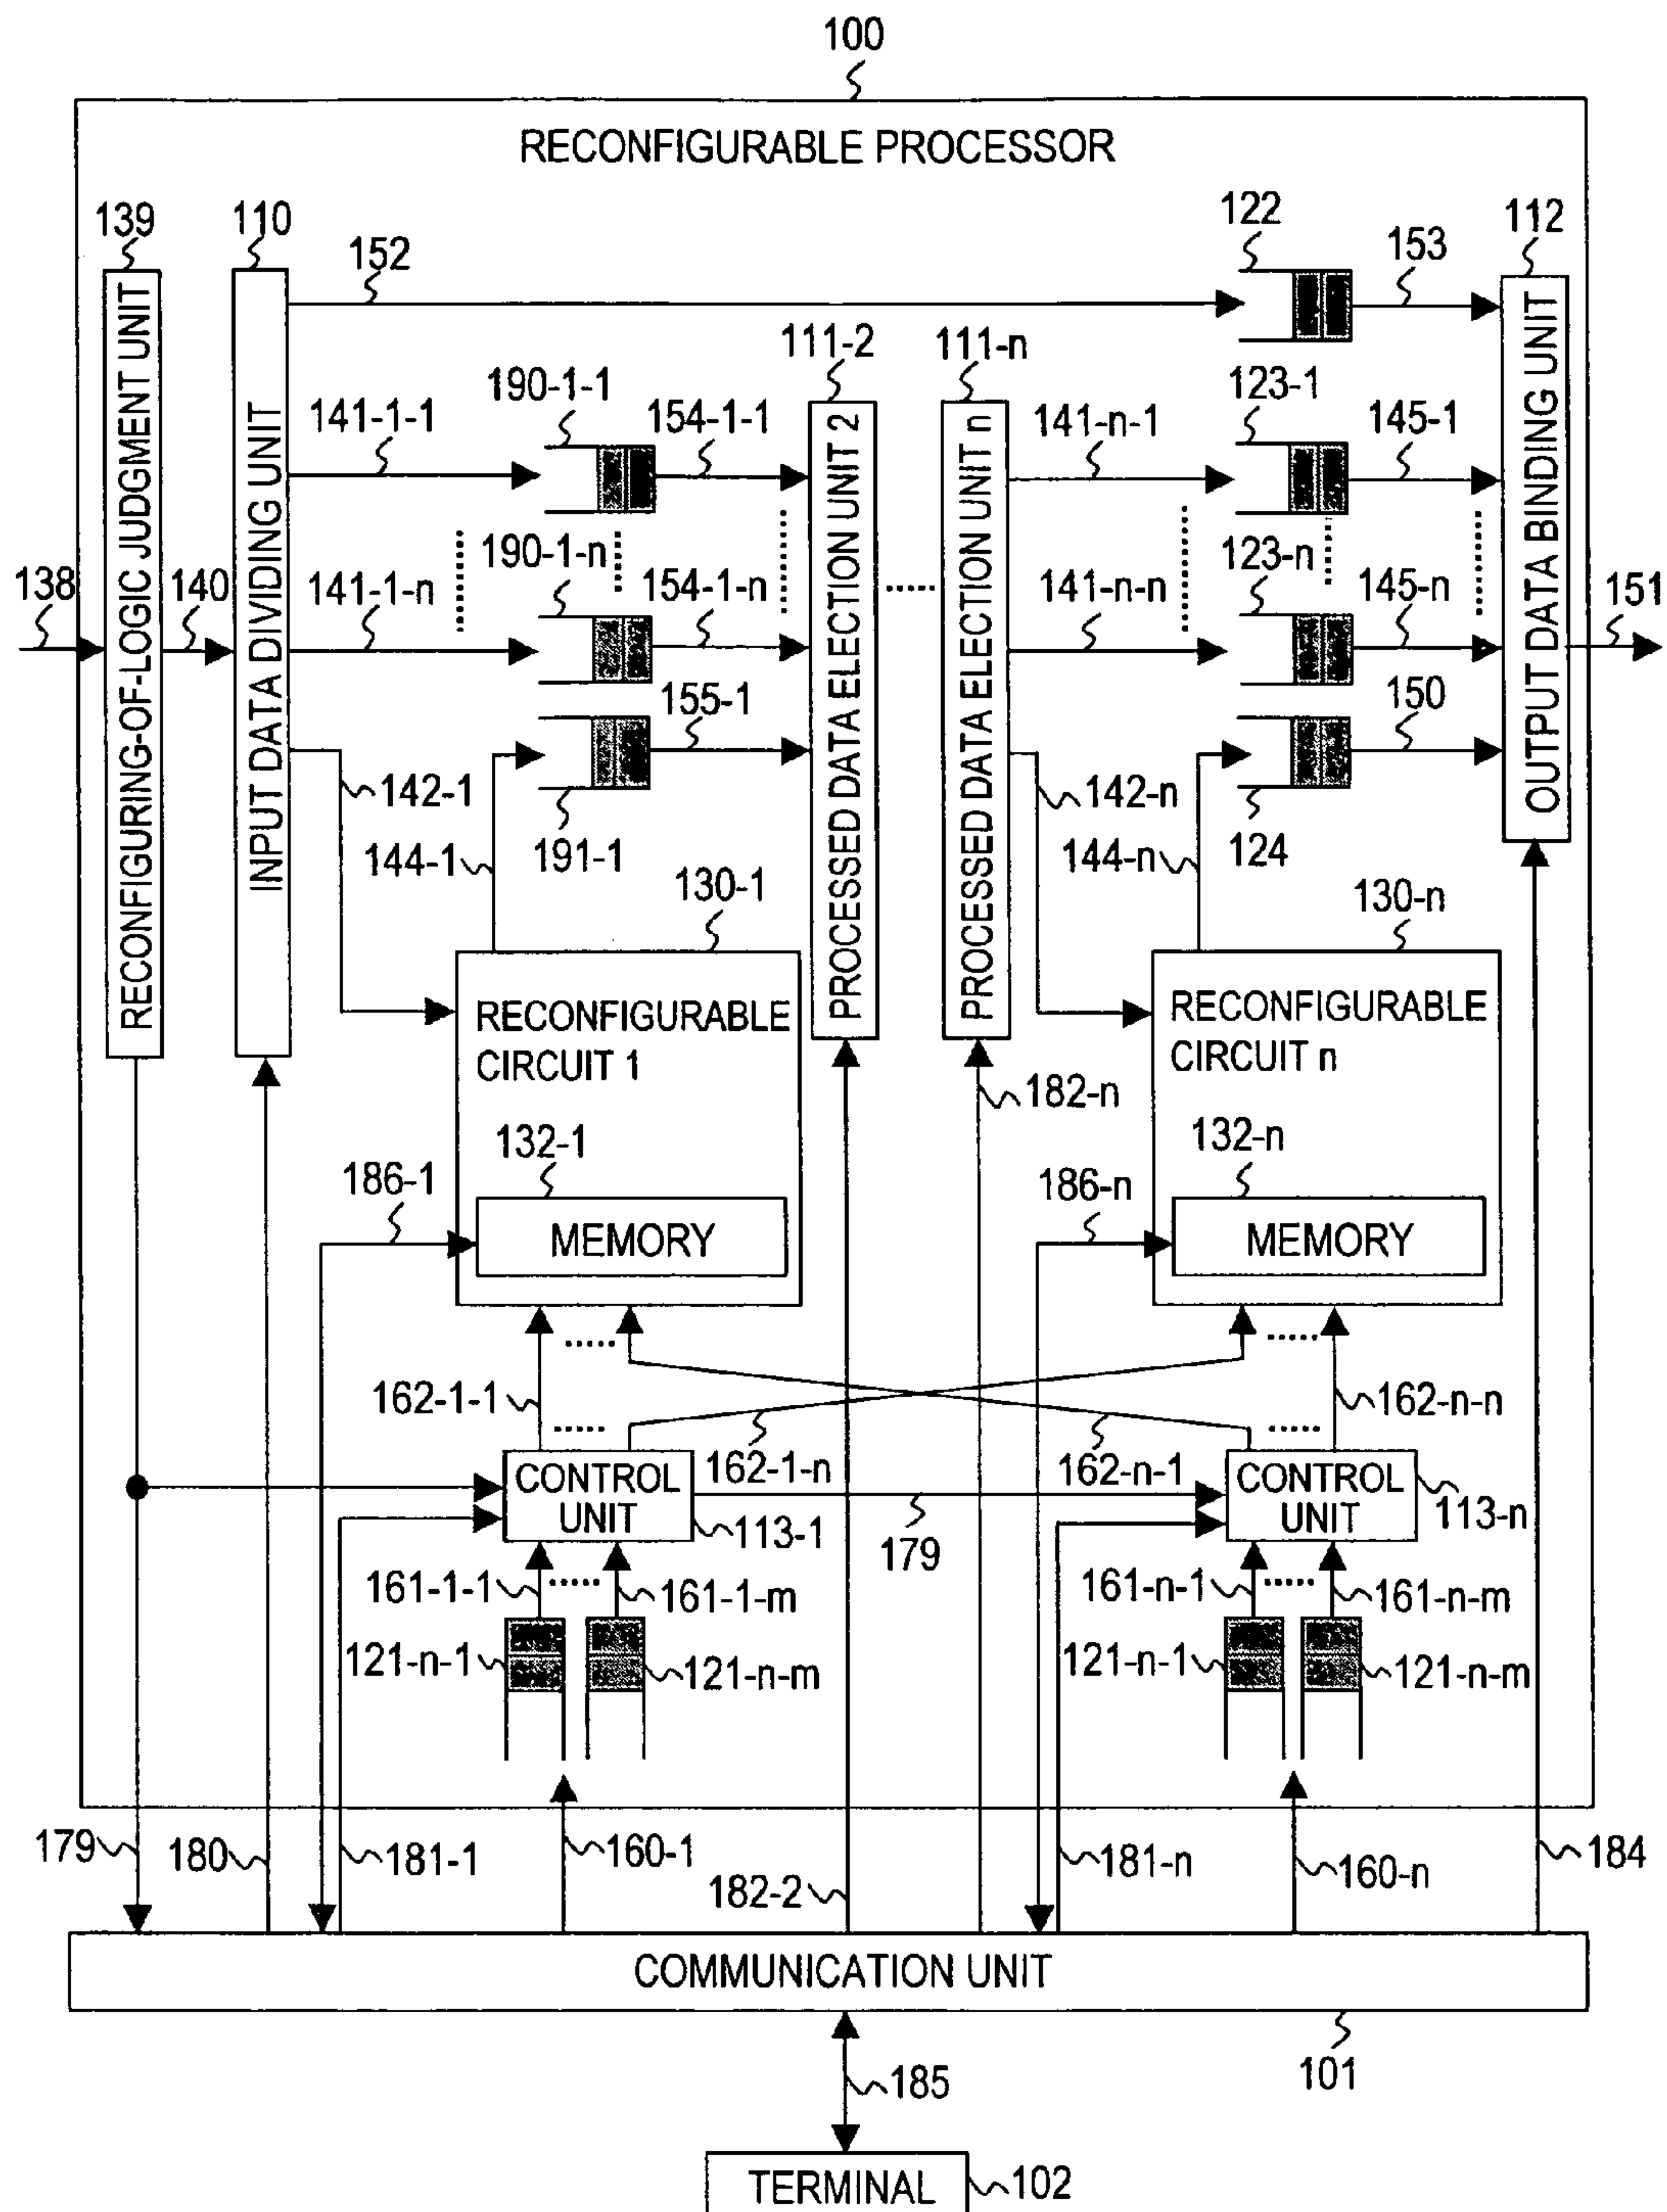 100
RECONFIGURABLE PROCESSOR
139
110
152
122
153
112
RECONFIGURING-OF-LOGIC JUDGMENT UNIT
INPUT DATA DIVIDING UNIT
111-2
111-n
PROCESSED DATA ELECTION UNIT 2
PROCESSED DATA ELECTION UNIT n
OUTPUT DATA BINDING UNIT
141-1-1
190-1-1
154-1-1
141-n-1
123-1
145-1
138
140
141-1-n
190-1-n
154-1-n
141-n-n
123-n
145-n
151
155-1
150
142-1
191-1
142-n
124
144-1
144-n
130-1
130-n
RECONFIGURABLE
CIRCUIT 1
RECONFIGURABLE
CIRCUIT n
182-n
132-1
132-n
186-1
186-n
MEMORY
MEMORY
162-1-1
162-n-n
162-1-n
162-n-1
CONTROL
UNIT
CONTROL
UNIT
113-1
179
113-n
161-1-1
161-1-m
161-n-1
161-n-m
121-n-1
121-n-m
121-n-1
121-n-m
179
180
181-1
160-1
182-2
181-n
160-n
184
COMMUNICATION UNIT
101
185
TERMINAL
102